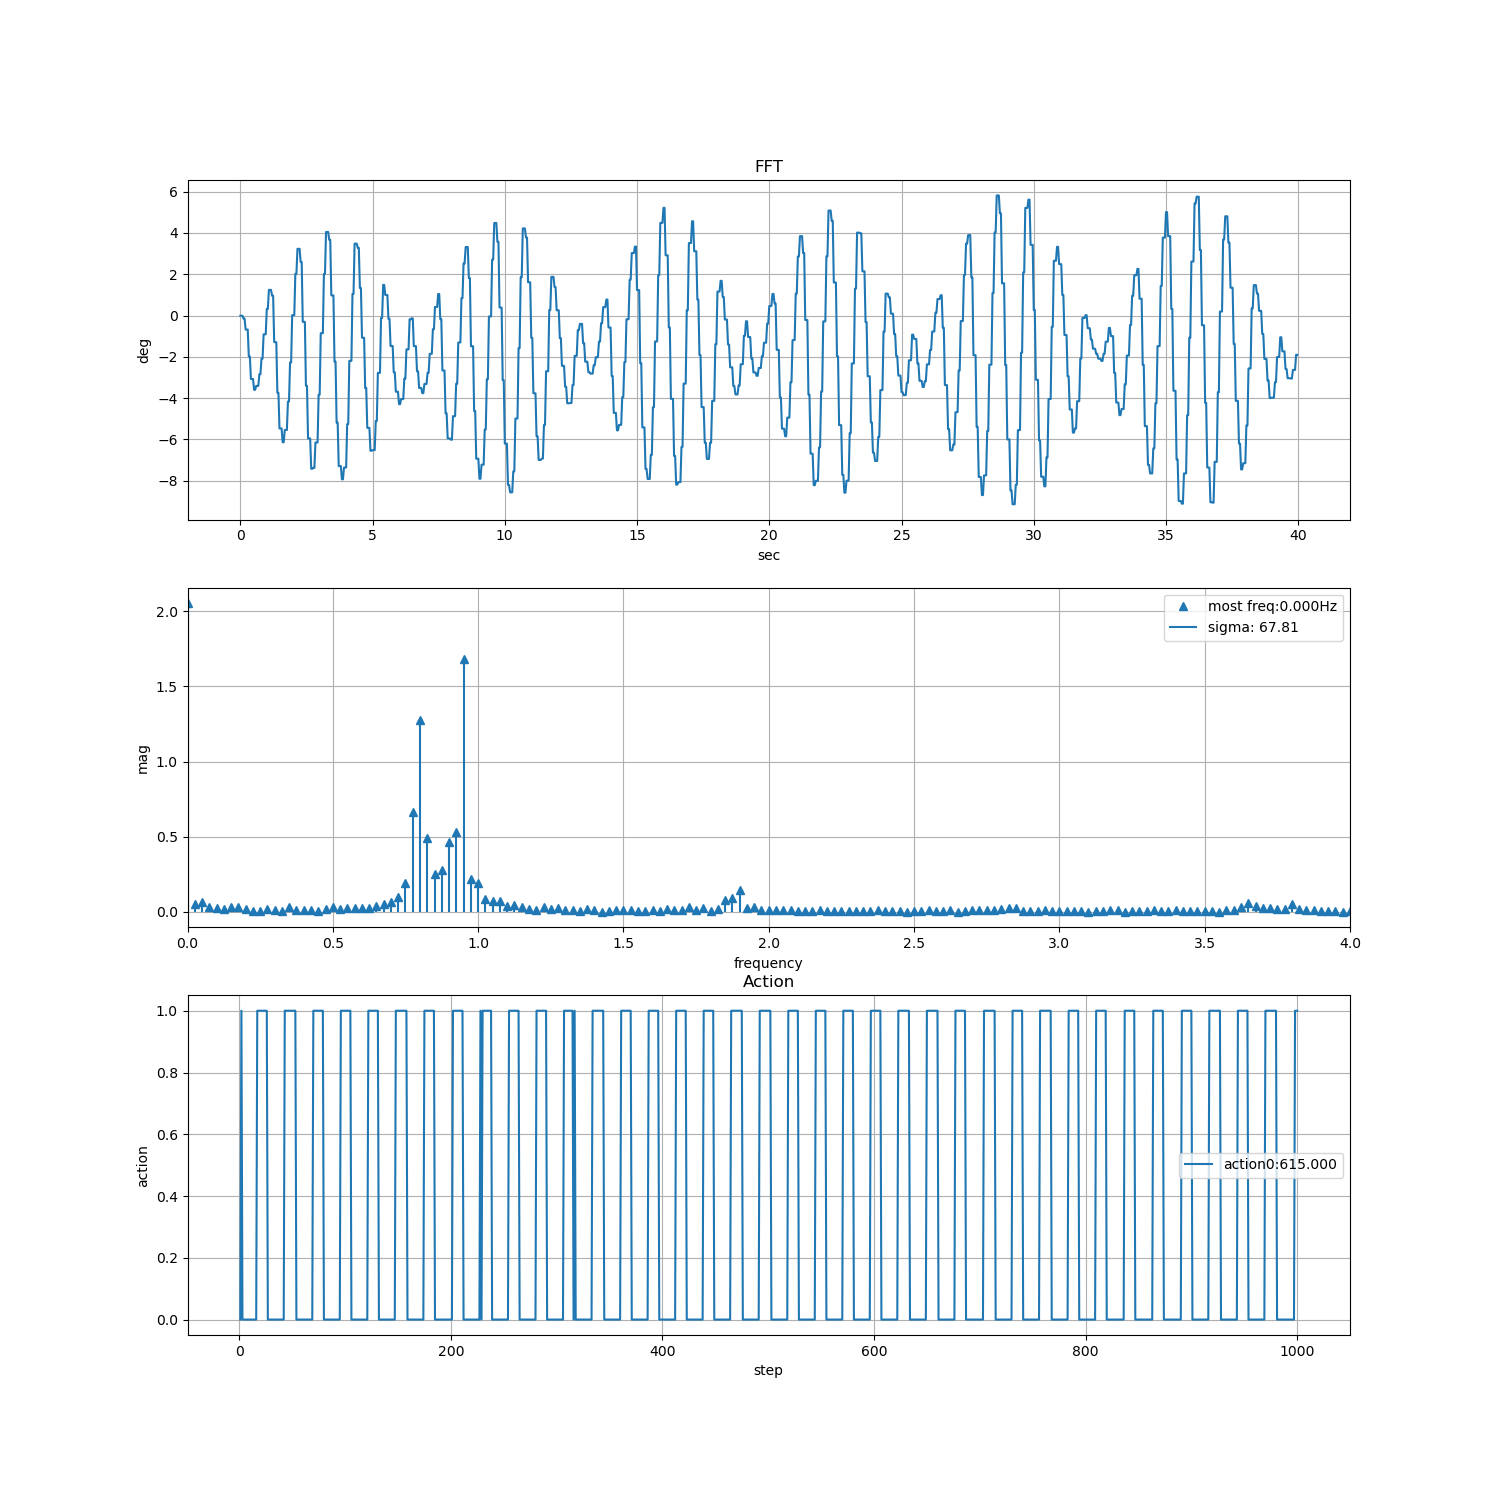 FFT
6
4
2
0
−2
−4
−6
−8
deg
0 5 10 15 20 25 30 35 40
sec
2.0
1.5
1.0
0.5
0.0
mag
most freq:0.000Hz
sigma: 67.81
0.0 0.5 1.0 1.5 2.0 2.5 3.0 3.5 4.0
frequency
Action
1.0
0.8
0.6
0.4
0.2
0.0
action
action0:615.000
0 200 400 600 800 1000
step